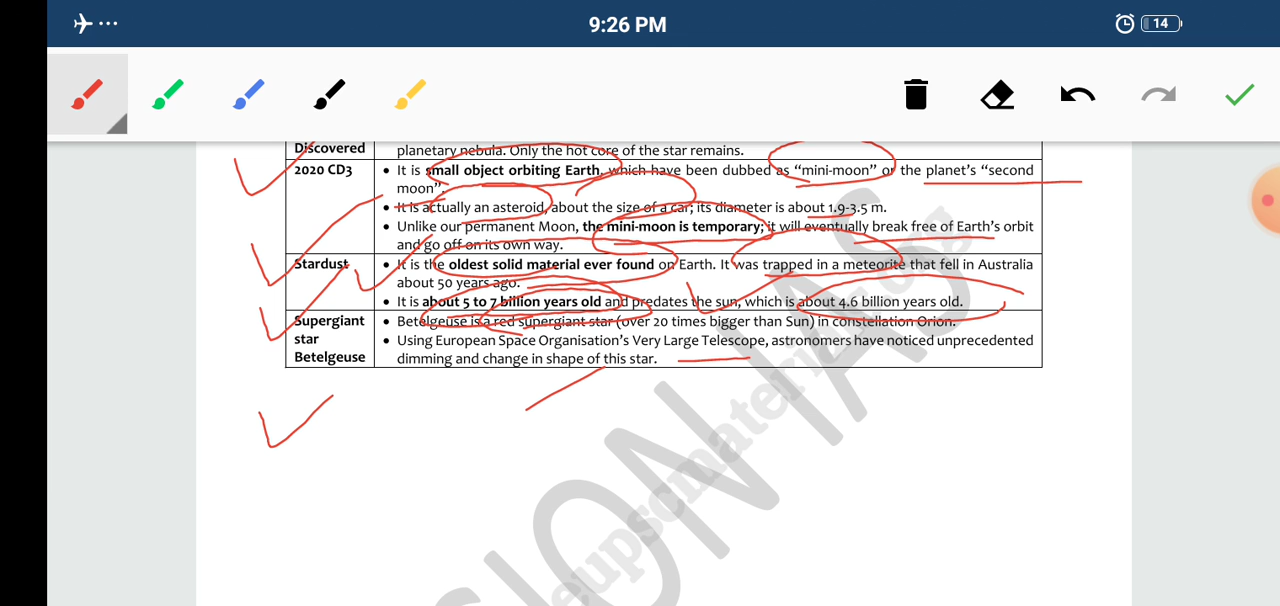 9:26 PM
14
Discovered planetary nebula. Only the hot core of the star remains.
2020 CD3
• It is small object orbiting Earth, which have been dubbed as “mini-moon” or the planet’s “second
moon”.
• It is actually an asteroid, about the size of a car; its diameter is about 1.9-3.5 m.
• Unlike our permanent Moon, the mini-moon is temporary; it will eventually break free of Earth’s orbit
and go off on its own way.
Stardust
• It is the oldest solid material ever found on Earth. It was trapped in a meteorite that fell in Australia
about 50 years ago.
• It is about 5 to 7 billion years old and predates the sun, which is about 4.6 billion years old.
Supergiant
star
Betelgeuse
• Betelgeuse is a red supergiant star (over 20 times bigger than Sun) in constellation Orion.
• Using European Space Organisation’s Very Large Telescope, astronomers have noticed unprecedented
dimming and change in shape of this star.